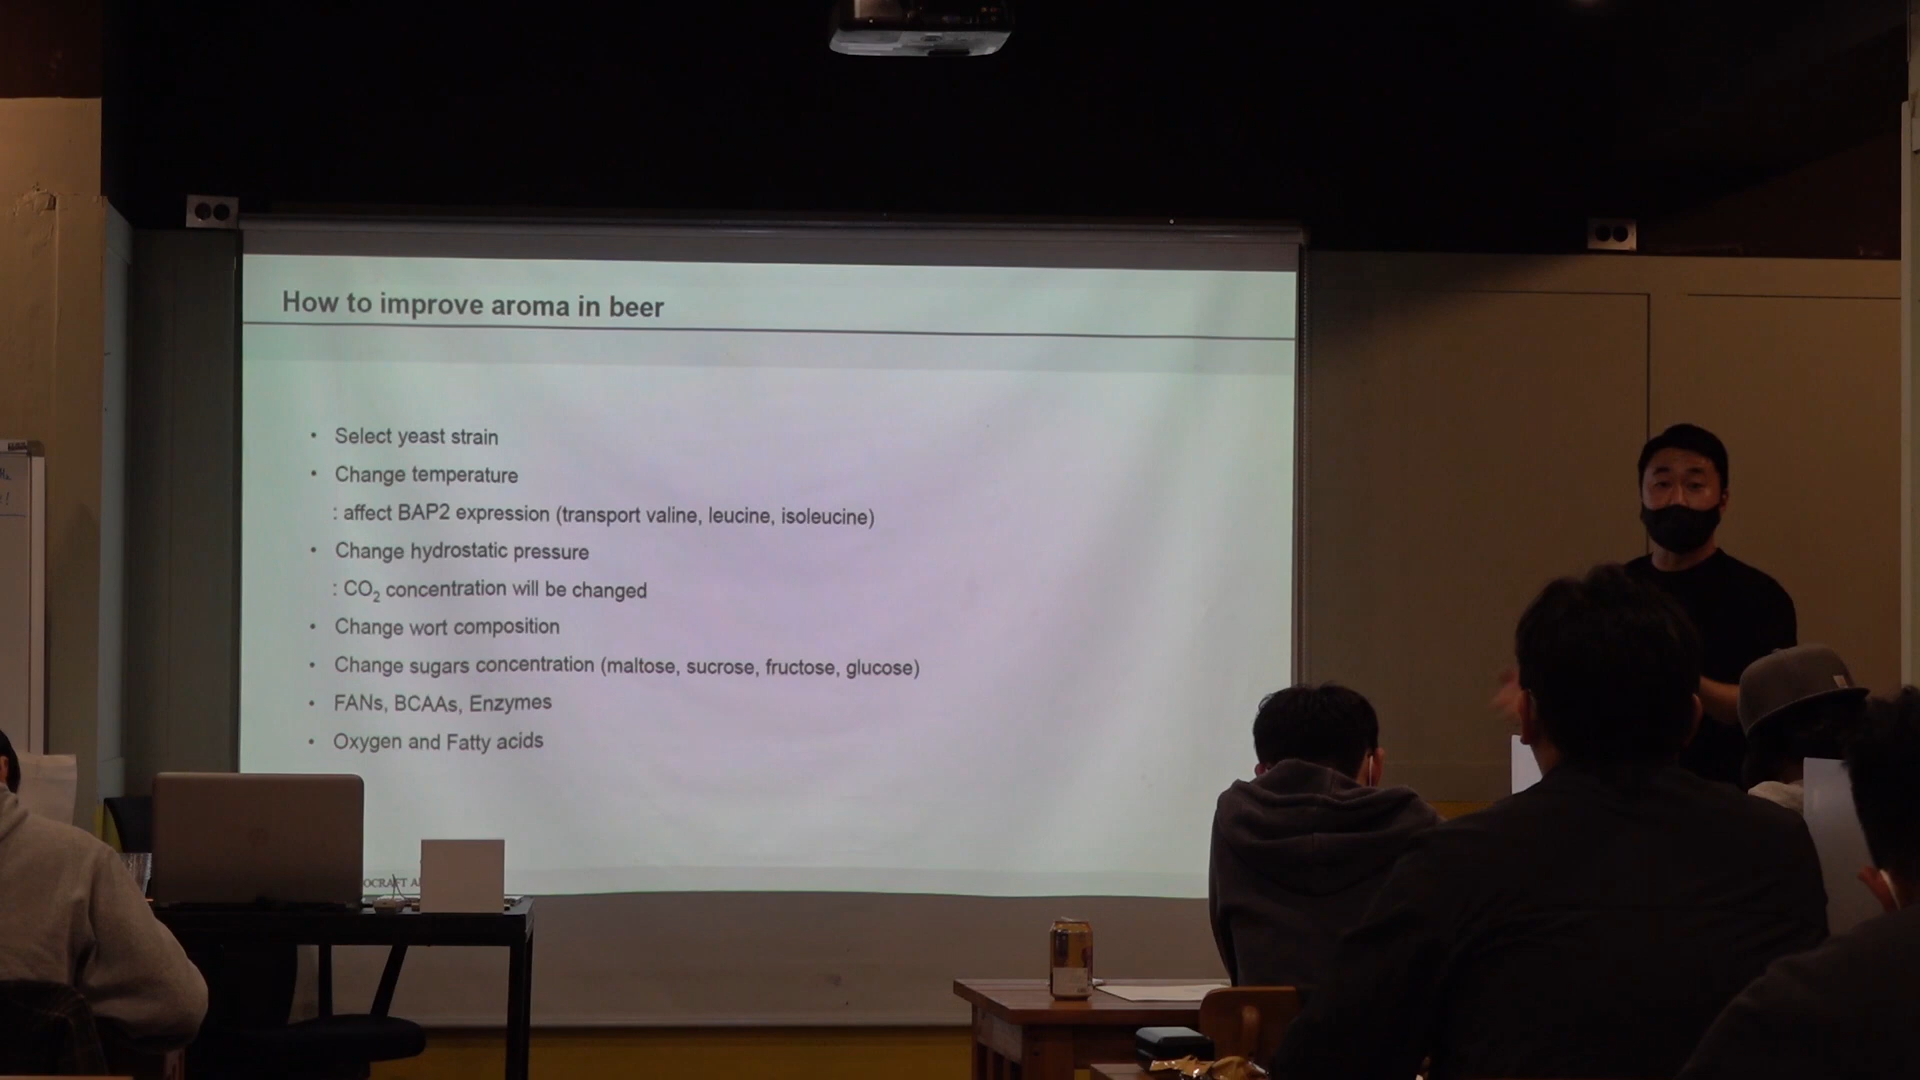 How to improve aroma in beer
• Select yeast strain
• Change temperature
: affect BAP2 expression (transport valine, leucine, isoleucine)
• Change hydrostatic pressure
: CO₂ concentration will be changed
• Change wort composition
• Change sugars concentration (maltose, sucrose, fructose, glucose)
• FANs, BCAAs, Enzymes
• Oxygen and Fatty acids